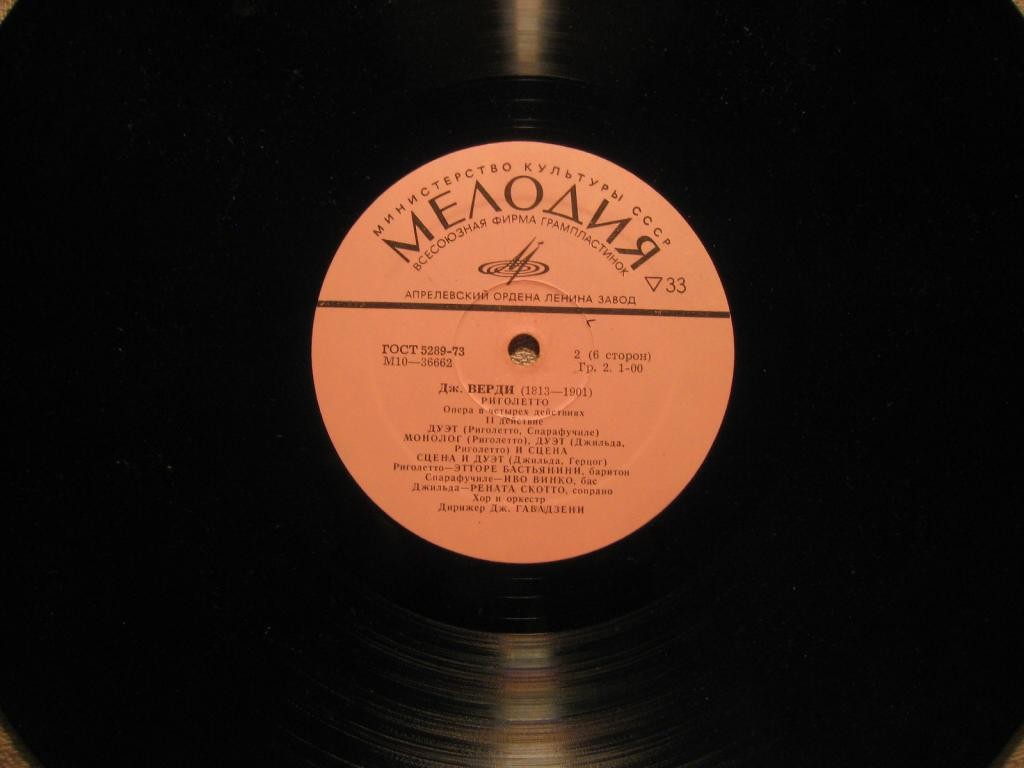 МИНИСТЕРСТВО КУЛЬТУРЫ СССР
МЕЛОДИЯ
ВСЕСОЮЗНАЯ ФИРМА ГРАМПЛАСТИНОК
▽33
АПРЕЛЕВСКИЙ ОРДЕНА ЛЕНИНА ЗАВОД
ГОСТ 5289-73
М10—36662
2 (6 сторон)
Гр. 2. 1-00
Дж. ВЕРДИ (1813—1901)
РИГОЛЕТТО
Опера в четырех действиях
II действие
ДУЭТ (Риголетто, Спарафучиле)
МОНОЛОГ (Риголетто), ДУЭТ (Джильда,
Риголетто) И СЦЕНА
СЦЕНА И ДУЭТ (Джильда, Герцог)
Риголетто—ЭТТОРЕ БАСТЬЯНИНИ, баритон
Спарафучиле—ИВО ВИНКО, бас
Джильда—РЕНАТА СКОТТО, сопрано
Хор и оркестр
Дирижер Дж. ГАВАДЗЕНИ